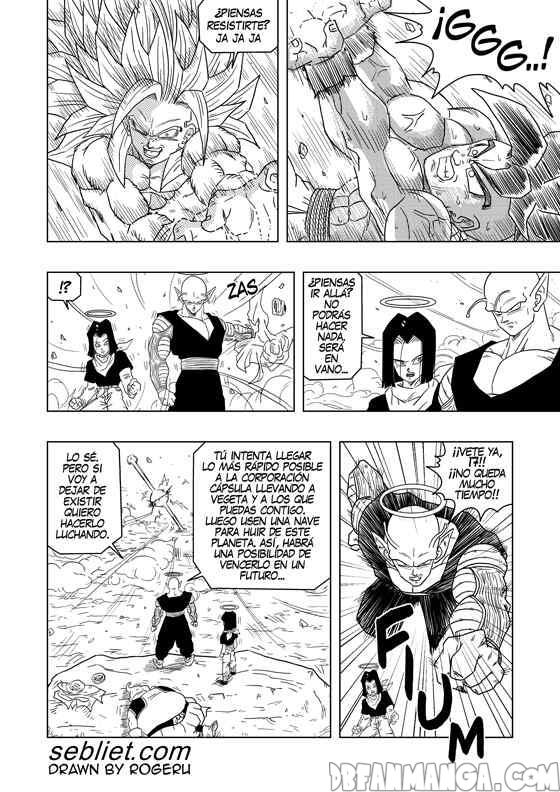 ¿PIENSAS
RESISTIRTE?
JA JA JA
¡GGG..!
!?
ZAS
¿PIENSAS
IR ALLÁ?
NO
PODRÁS
HACER
NADA,
SERÁ
EN
VANO...
LO SÉ,
PERO SI
VOY A
DEJAR DE
EXISTIR
QUIERO
HACERLO
LUCHANDO.
TÚ INTENTA LLEGAR
LO MÁS RÁPIDO POSIBLE
A LA CORPORACIÓN
CÁPSULA LLEVANDO A
VEGETA Y A LOS QUE
PUEDAS CONTIGO.
LUEGO USEN UNA NAVE
PARA HUIR DE ESTE
PLANETA. ASÍ, HABRÁ
UNA POSIBILIDAD DE
VENCERLO EN UN
FUTURO...
¡¡VETE YA,
17!!
¡¡NO QUEDA
MUCHO
TIEMPO!!
FIUM
sebliet.com
DRAWN BY ROGERU
DBFANMANGA.COM